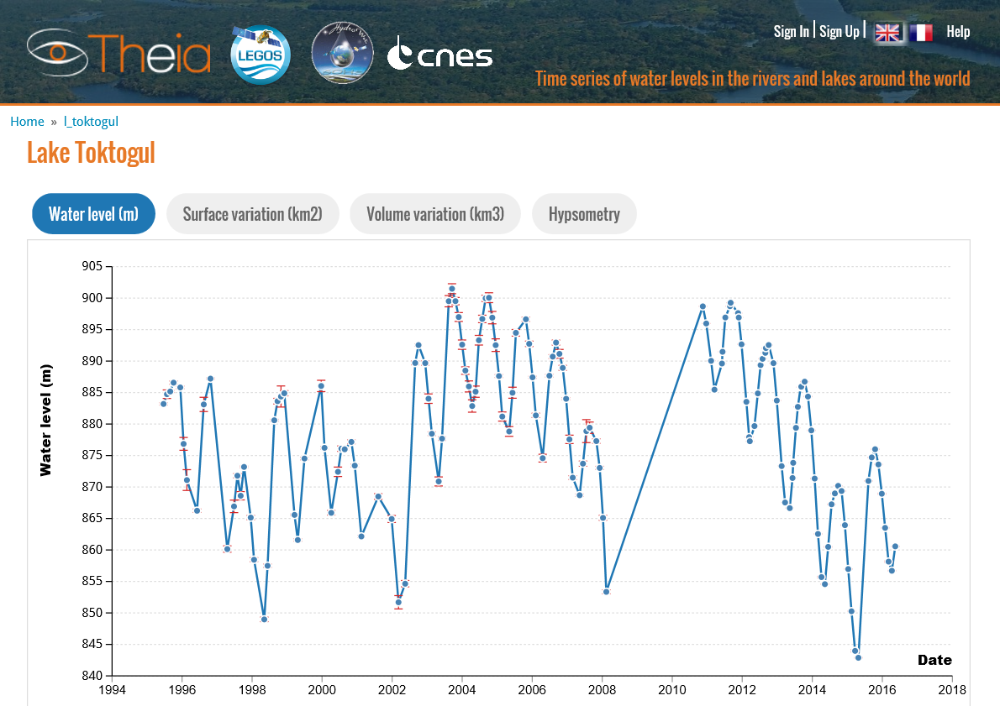 Theia
LEGOS
HydroWeb
cnes
Sign In | Sign Up | Help
Time series of water levels in the rivers and lakes around the world
Home » l_toktogul
Lake Toktogul
Water level (m) Surface variation (km2) Volume variation (km3) Hypsometry
905
900
895
890
885
880
875
870
865
860
855
850
845
840
Water level (m)
Date
1994 1996 1998 2000 2002 2004 2006 2008 2010 2012 2014 2016 2018